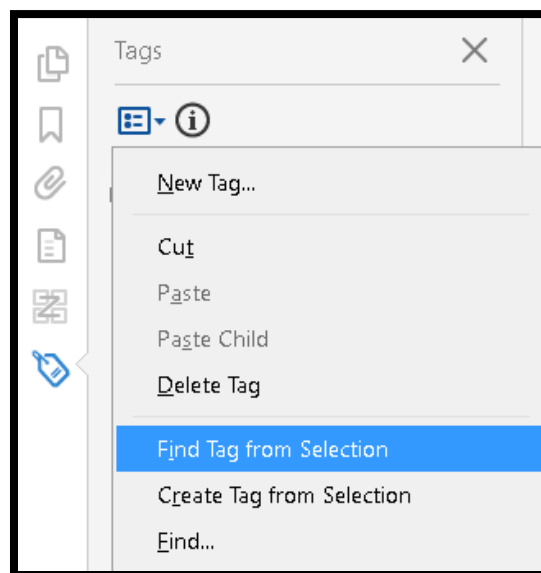 Tags
New Tag...
Cut
Paste
Paste Child
Delete Tag
Find Tag from Selection
Create Tag from Selection
Find...